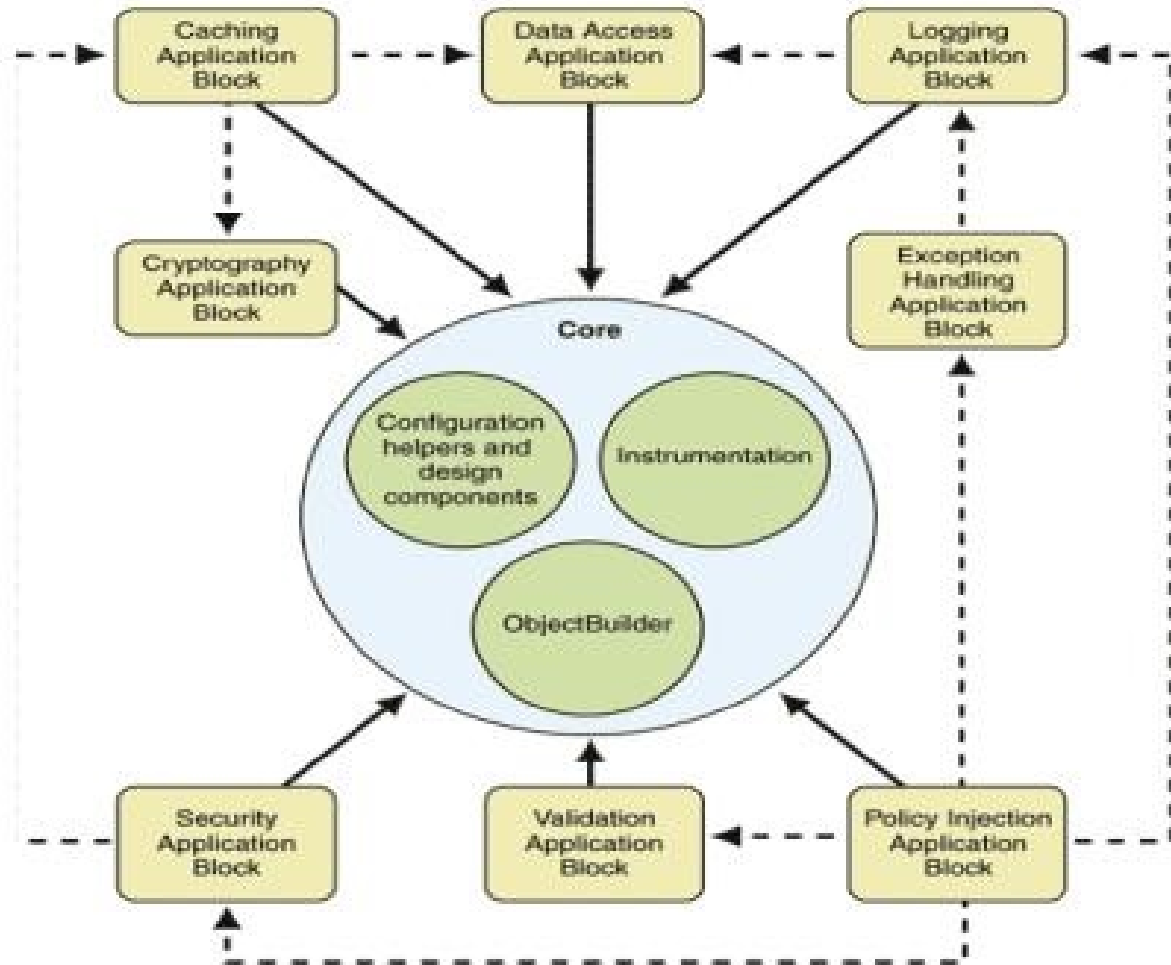 Caching
Application
Block
Data Access
Application
Block
Logging
Application
Block
Cryptography
Application
Block
Exception
Handling
Application
Block
Core
Configuration
helpers and
design
components
Instrumentation
ObjectBuilder
Security
Application
Block
Validation
Application
Block
Policy Injection
Application
Block